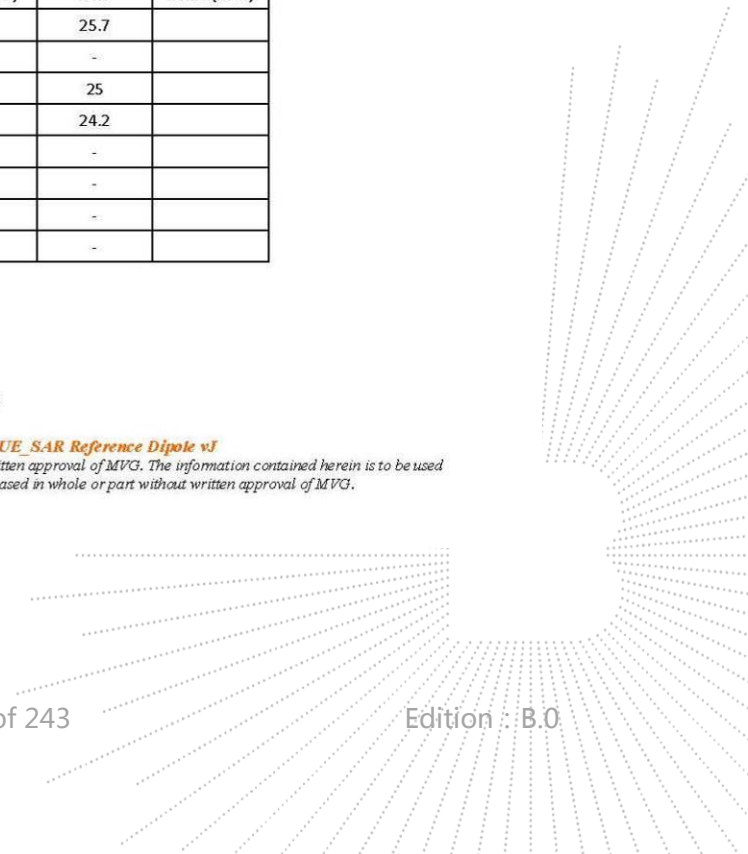 25.7
-
25
24.2
-
-
-
-
UE_SAR Reference Dipole vJ
tten approval of MVG. The information contained herein is to be used
ased in whole or part without written approval of MVG.
of 243 Edition : B.0